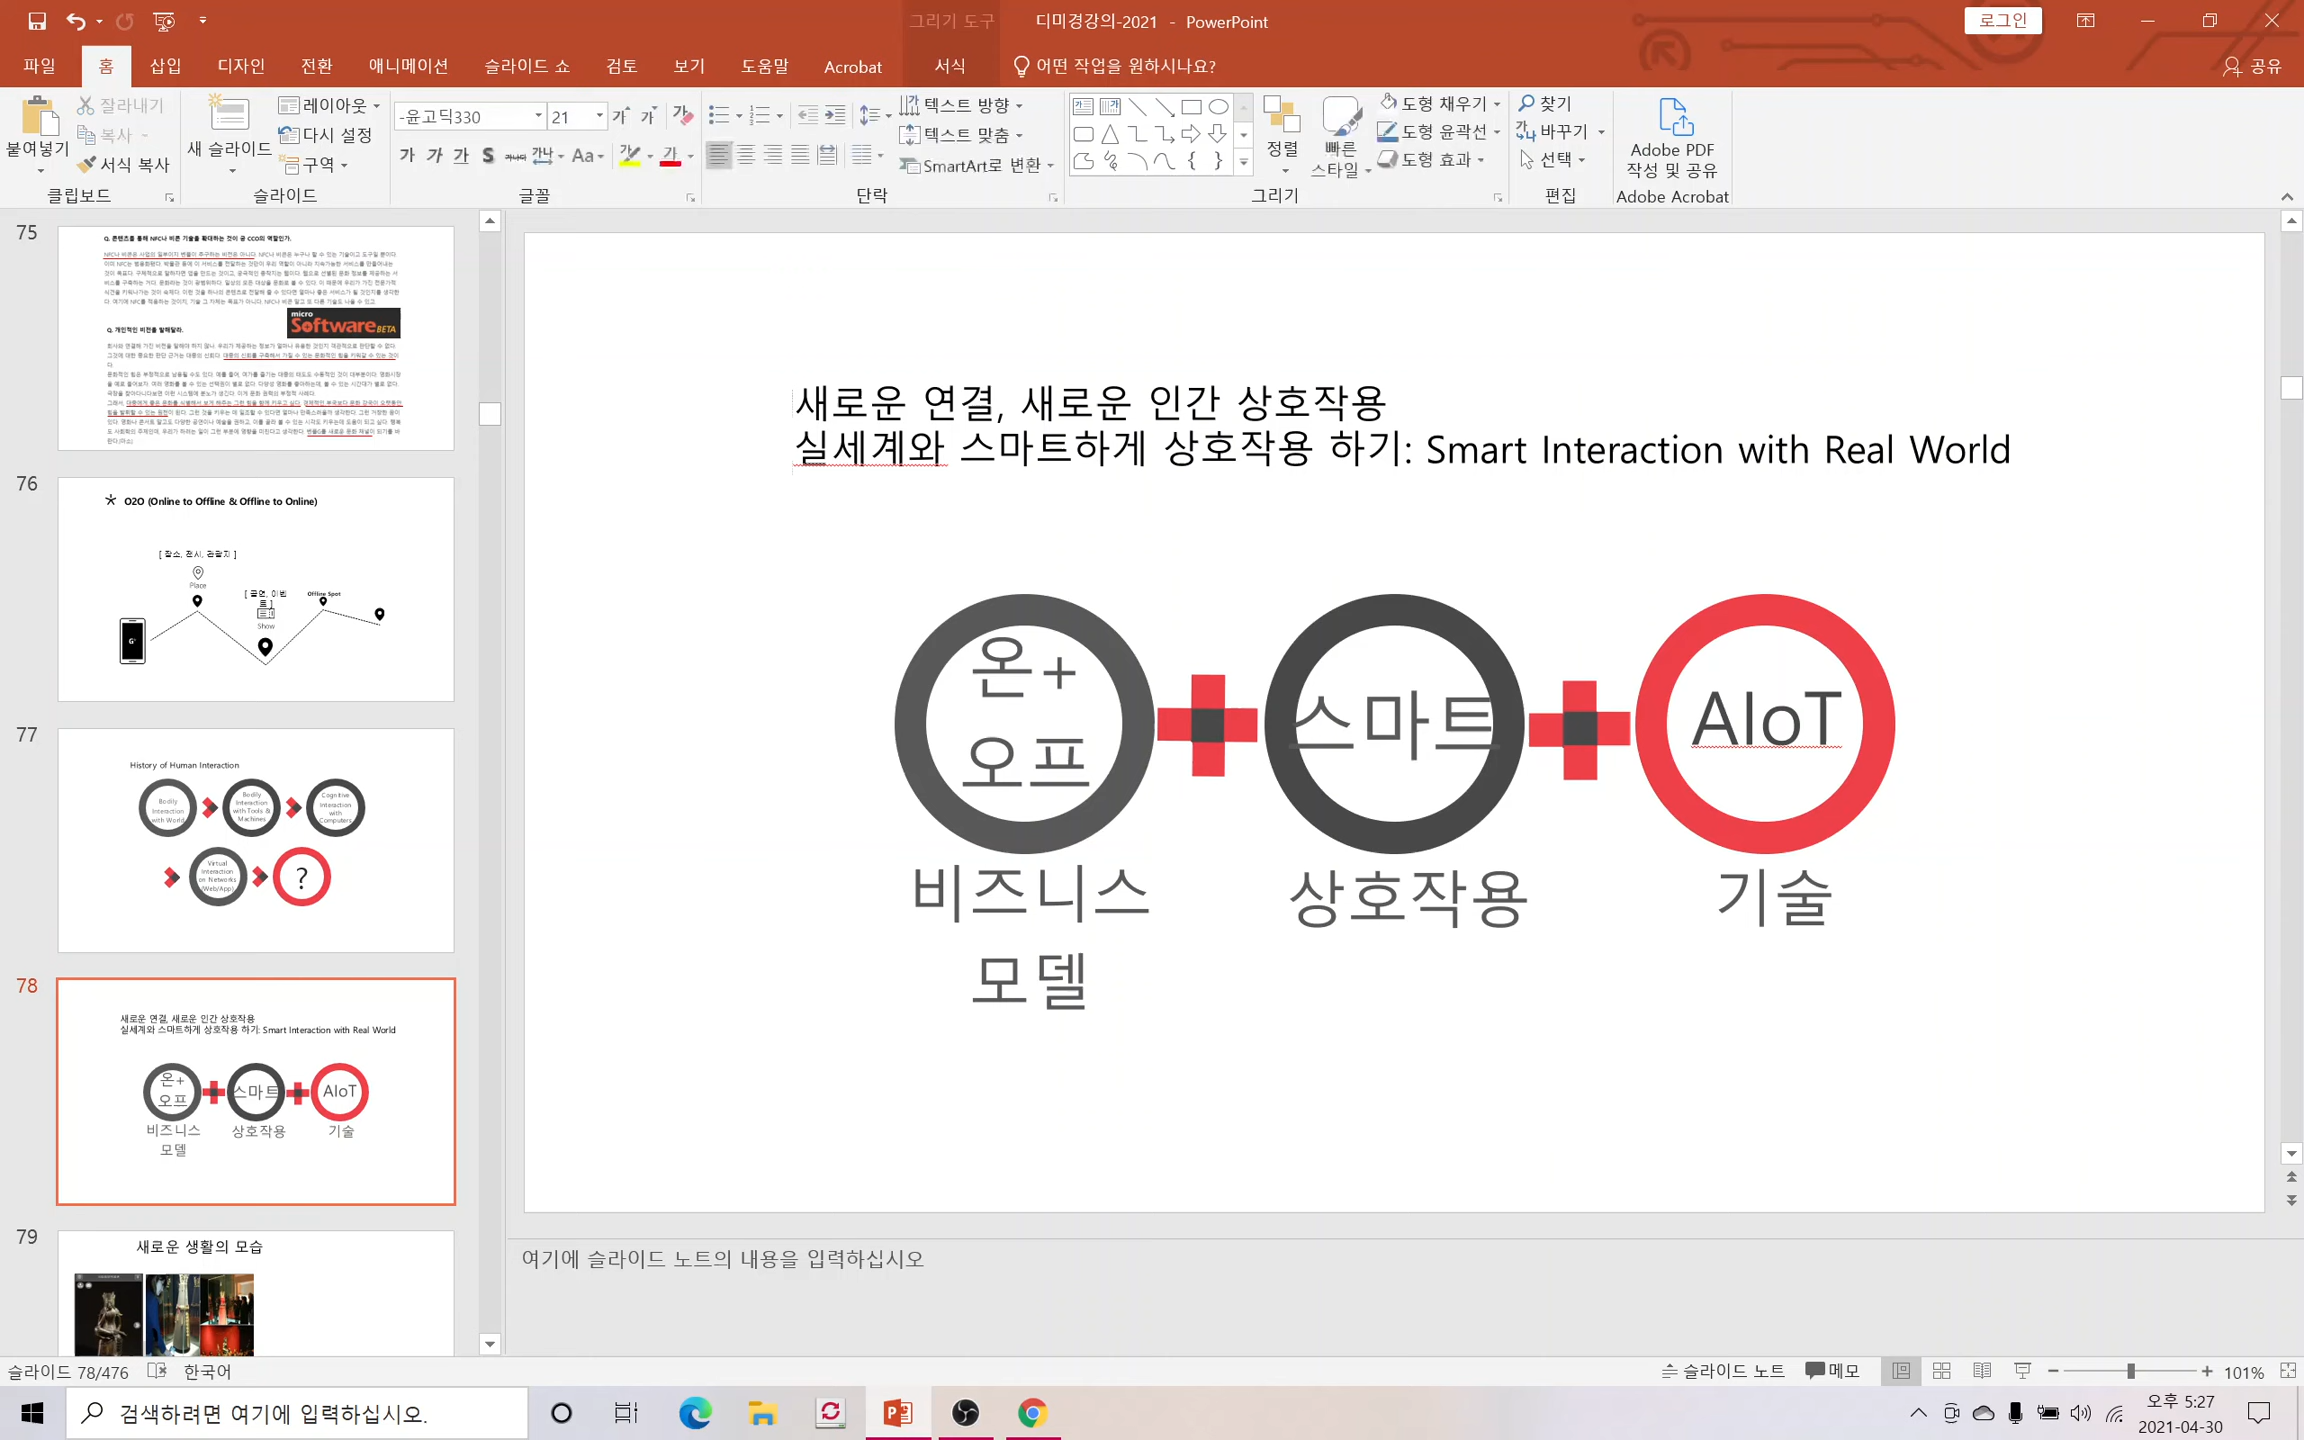 그리기 도구
디미경강의-2021 - PowerPoint
로그인
파일 홈 삽입 디자인 전환 애니메이션 슬라이드 쇼 검토 보기 도움말 Acrobat 서식 어떤 작업을 원하시나요? 공유
붙여넣기
잘라내기
복사
서식 복사
클립보드
새 슬라이드
레이아웃
다시 설정
구역
슬라이드
-윤고딕330 21
가 가 가 S 가나다 간나 Aa 가
글꼴
텍스트 방향
텍스트 맞춤
SmartArt로 변환
단락
정렬
빠른
스타일
도형 채우기
도형 윤곽선
도형 효과
그리기
찾기
바꾸기
선택
편집
Adobe PDF
작성 및 공유
Adobe Acrobat
75
Q. 콘텐츠를 통해 NFC나 비콘 기술을 확대하는 것이 공 CCO의 역할인가.
micro
Software BETA
Q. 개인적인 비전을 말해달라.
76
O2O (Online to Offline & Offline to Online)
[ 장소, 전시, 관광지 ]
Place
[ 공연, 이벤
트 ]
Show
Offline Spot
G+
77
History of Human Interaction
Bodily
Interaction
with World
Bodily
Interaction
with Tools &
Machines
Cognitive
Interaction
with
Computers
Virtual
Interaction
on Networks
(Web/App)
?
78
새로운 연결, 새로운 인간 상호작용
실세계와 스마트하게 상호작용 하기: Smart Interaction with Real World
온+
오프
스마트
AIoT
비즈니스
모델
상호작용
기술
79
새로운 생활의 모습
새로운 연결, 새로운 인간 상호작용
실세계와 스마트하게 상호작용 하기: Smart Interaction with Real World
온+
오프
스마트
AIoT
비즈니스
모델
상호작용
기술
여기에 슬라이드 노트의 내용을 입력하십시오
슬라이드 78/476 한국어
슬라이드 노트 메모 101%
검색하려면 여기에 입력하십시오.
오후 5:27
2021-04-30